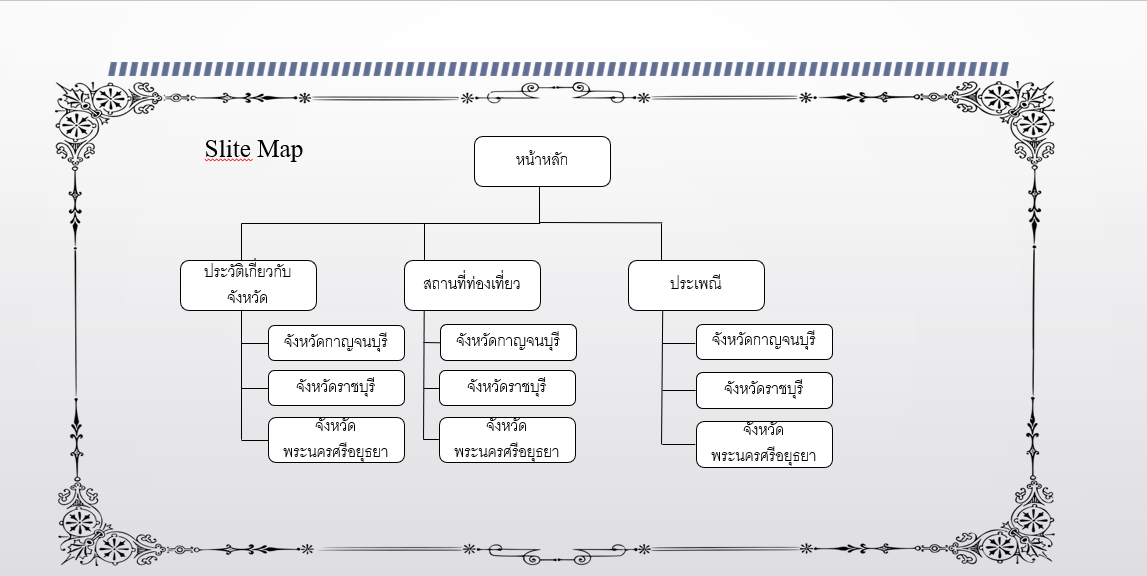 Slite Map
หน้าหลัก
ประวัติเกี่ยวกับ
จังหวัด
สถานที่ท่องเที่ยว
ประเพณี
จังหวัดกาญจนบุรี
จังหวัดราชบุรี
จังหวัด
พระนครศรีอยุธยา
จังหวัดกาญจนบุรี
จังหวัดราชบุรี
จังหวัด
พระนครศรีอยุธยา
จังหวัดกาญจนบุรี
จังหวัดราชบุรี
จังหวัด
พระนครศรีอยุธยา